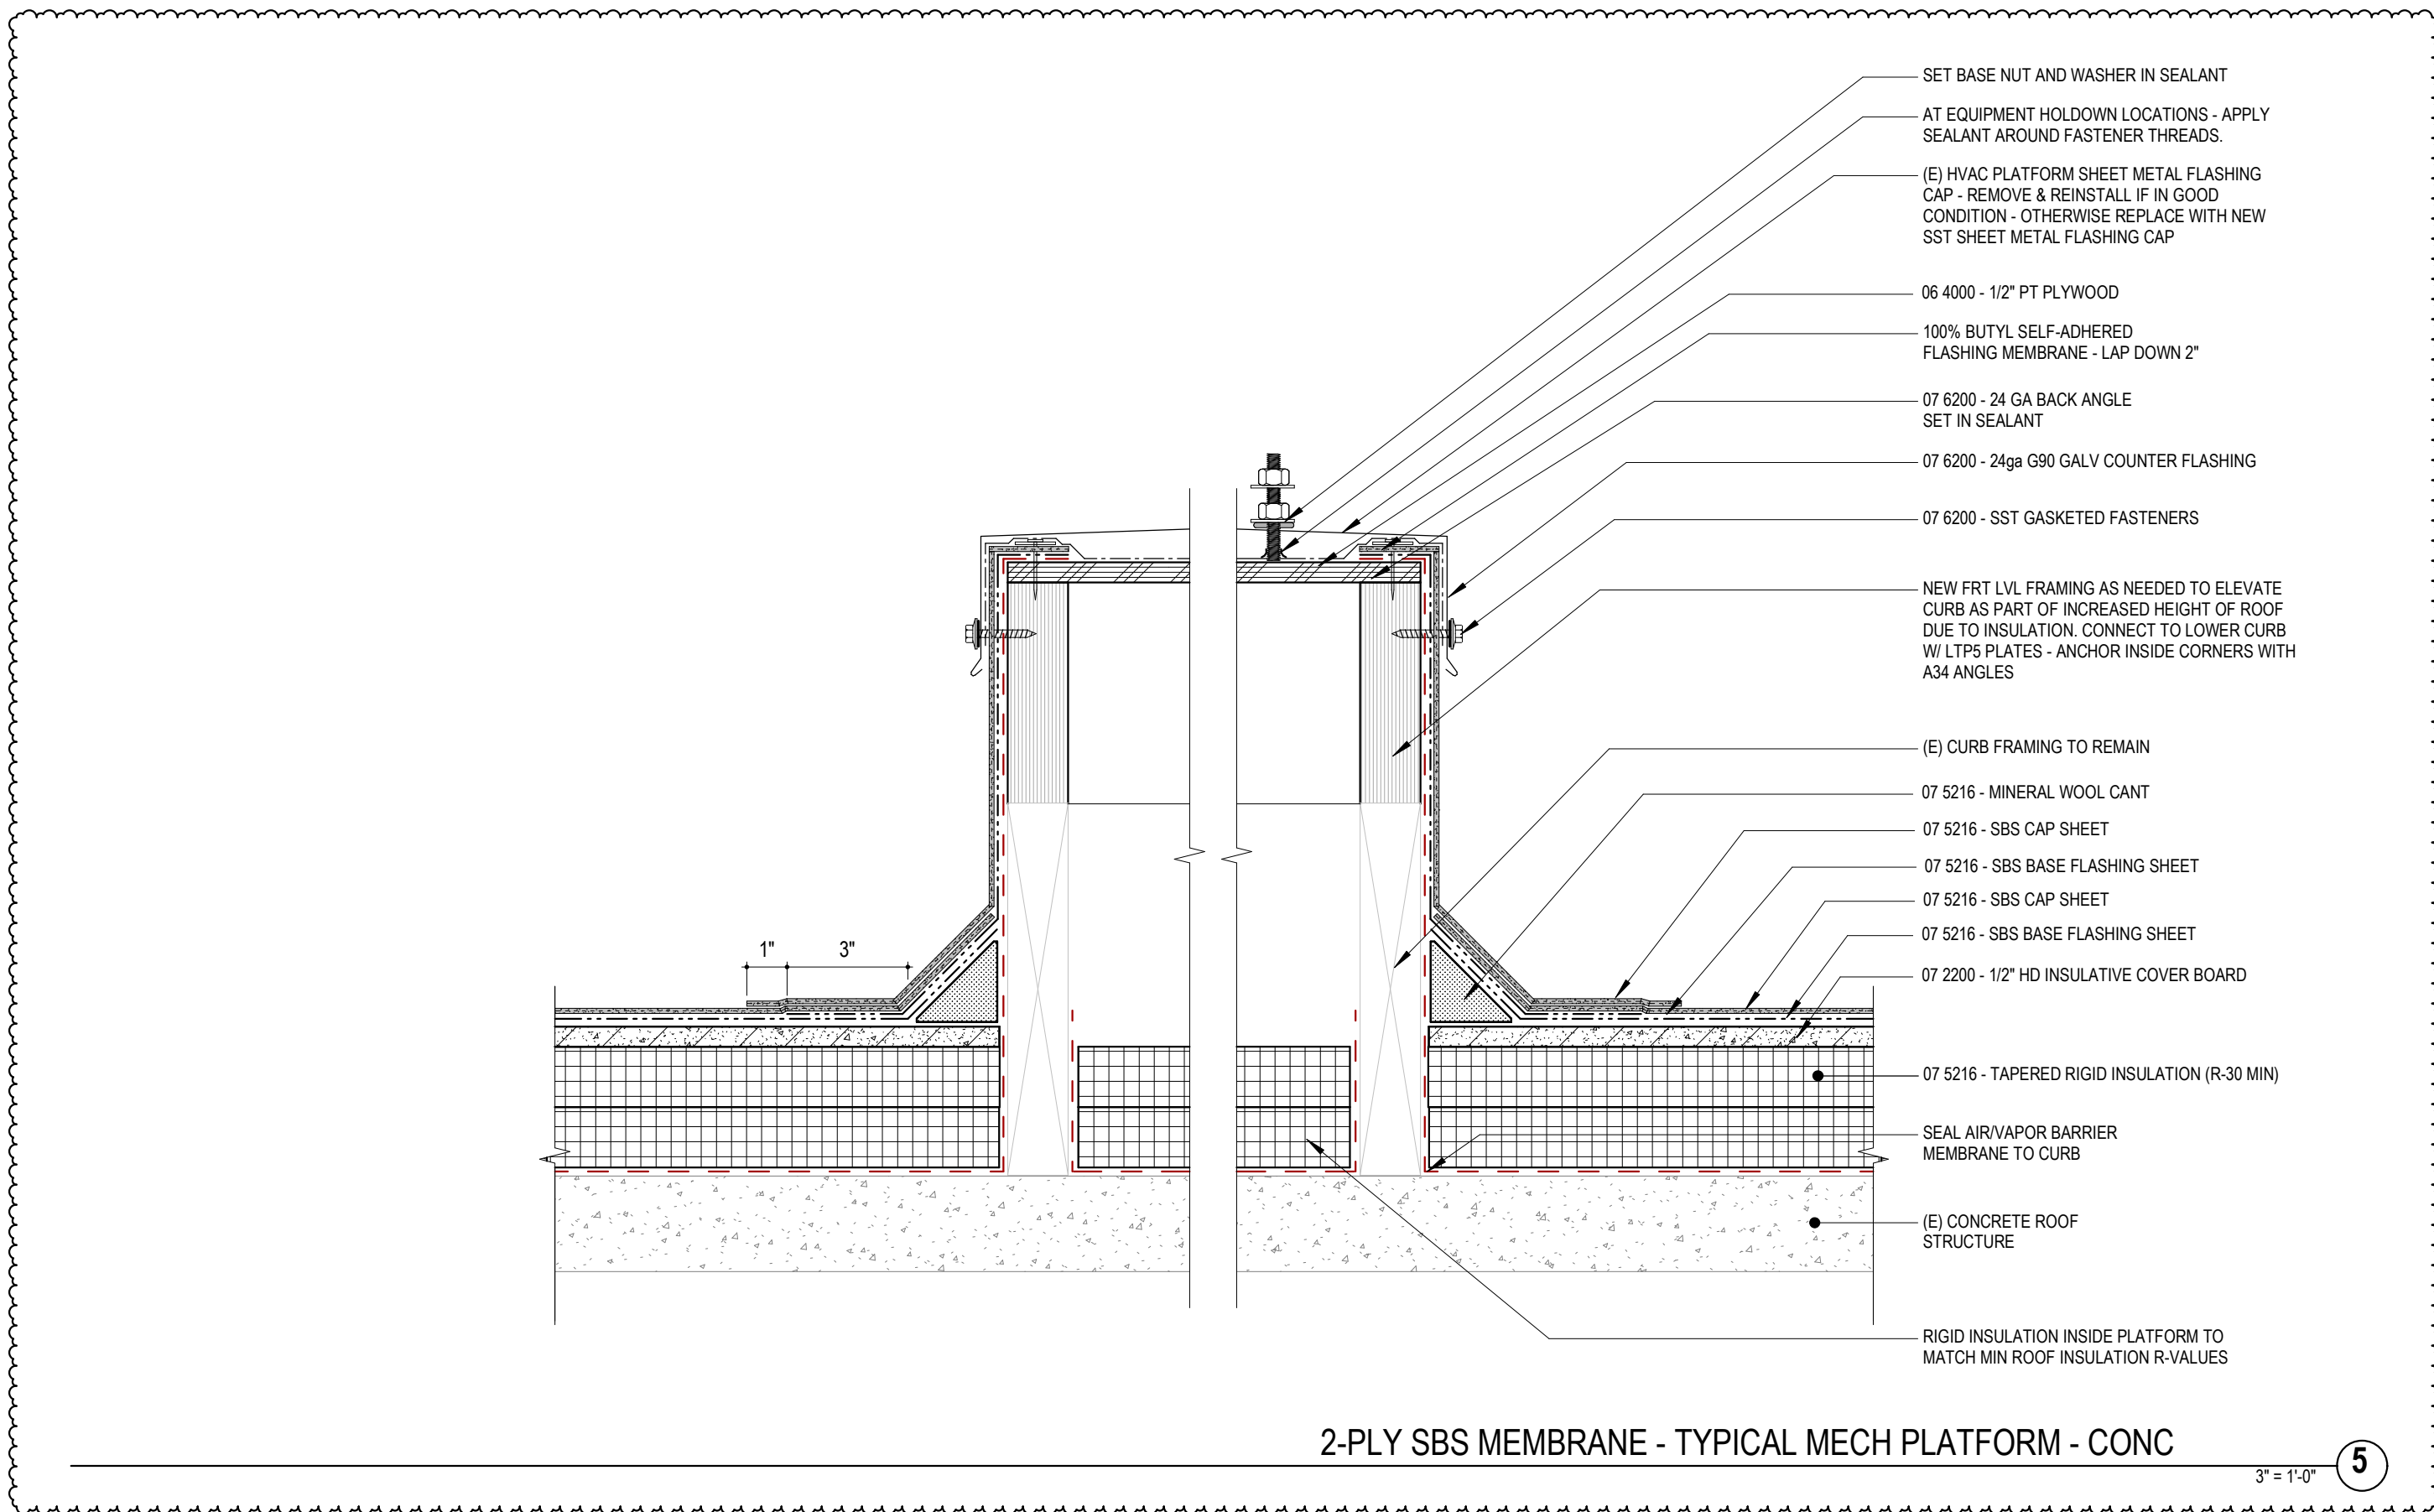 SET BASE NUT AND WASHER IN SEALANT
AT EQUIPMENT HOLDOWN LOCATIONS - APPLY
SEALANT AROUND FASTENER THREADS.
(E) HVAC PLATFORM SHEET METAL FLASHING
CAP - REMOVE & REINSTALL IF IN GOOD
CONDITION - OTHERWISE REPLACE WITH NEW
SST SHEET METAL FLASHING CAP
06 4000 - 1/2" PT PLYWOOD
100% BUTYL SELF-ADHERED
FLASHING MEMBRANE - LAP DOWN 2"
07 6200 - 24 GA BACK ANGLE
SET IN SEALANT
07 6200 - 24ga G90 GALV COUNTER FLASHING
07 6200 - SST GASKETED FASTENERS
NEW FRT LVL FRAMING AS NEEDED TO ELEVATE
CURB AS PART OF INCREASED HEIGHT OF ROOF
DUE TO INSULATION. CONNECT TO LOWER CURB
W/ LTP5 PLATES - ANCHOR INSIDE CORNERS WITH
A34 ANGLES
(E) CURB FRAMING TO REMAIN
07 5216 - MINERAL WOOL CANT
07 5216 - SBS CAP SHEET
07 5216 - SBS BASE FLASHING SHEET
07 5216 - SBS CAP SHEET
07 5216 - SBS BASE FLASHING SHEET
1" 3"
07 2200 - 1/2" HD INSULATIVE COVER BOARD
07 5216 - TAPERED RIGID INSULATION (R-30 MIN)
SEAL AIR/VAPOR BARRIER
MEMBRANE TO CURB
(E) CONCRETE ROOF
STRUCTURE
RIGID INSULATION INSIDE PLATFORM TO
MATCH MIN ROOF INSULATION R-VALUES
2-PLY SBS MEMBRANE - TYPICAL MECH PLATFORM - CONC
5
3" = 1'-0"